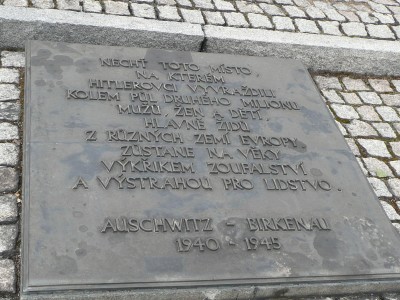 NECHŤ TOTO MÍSTO
NA KTERÉM
HITLEROVCI VYVRAŽDILI
KOLEM PŮL DRUHÉHO MILIONU
MUŽŮ ŽEN A DĚTÍ
HLAVNĚ ŽIDŮ
Z RŮZNÝCH ZEMÍ EVROPY
ZŮSTANE NA VĚKY
VÝKŘIKEM ZOUFALSTVÍ
A VÝSTRAHOU PRO LIDSTVO.
AUSCHWITZ - BIRKENAU
1940 - 1945